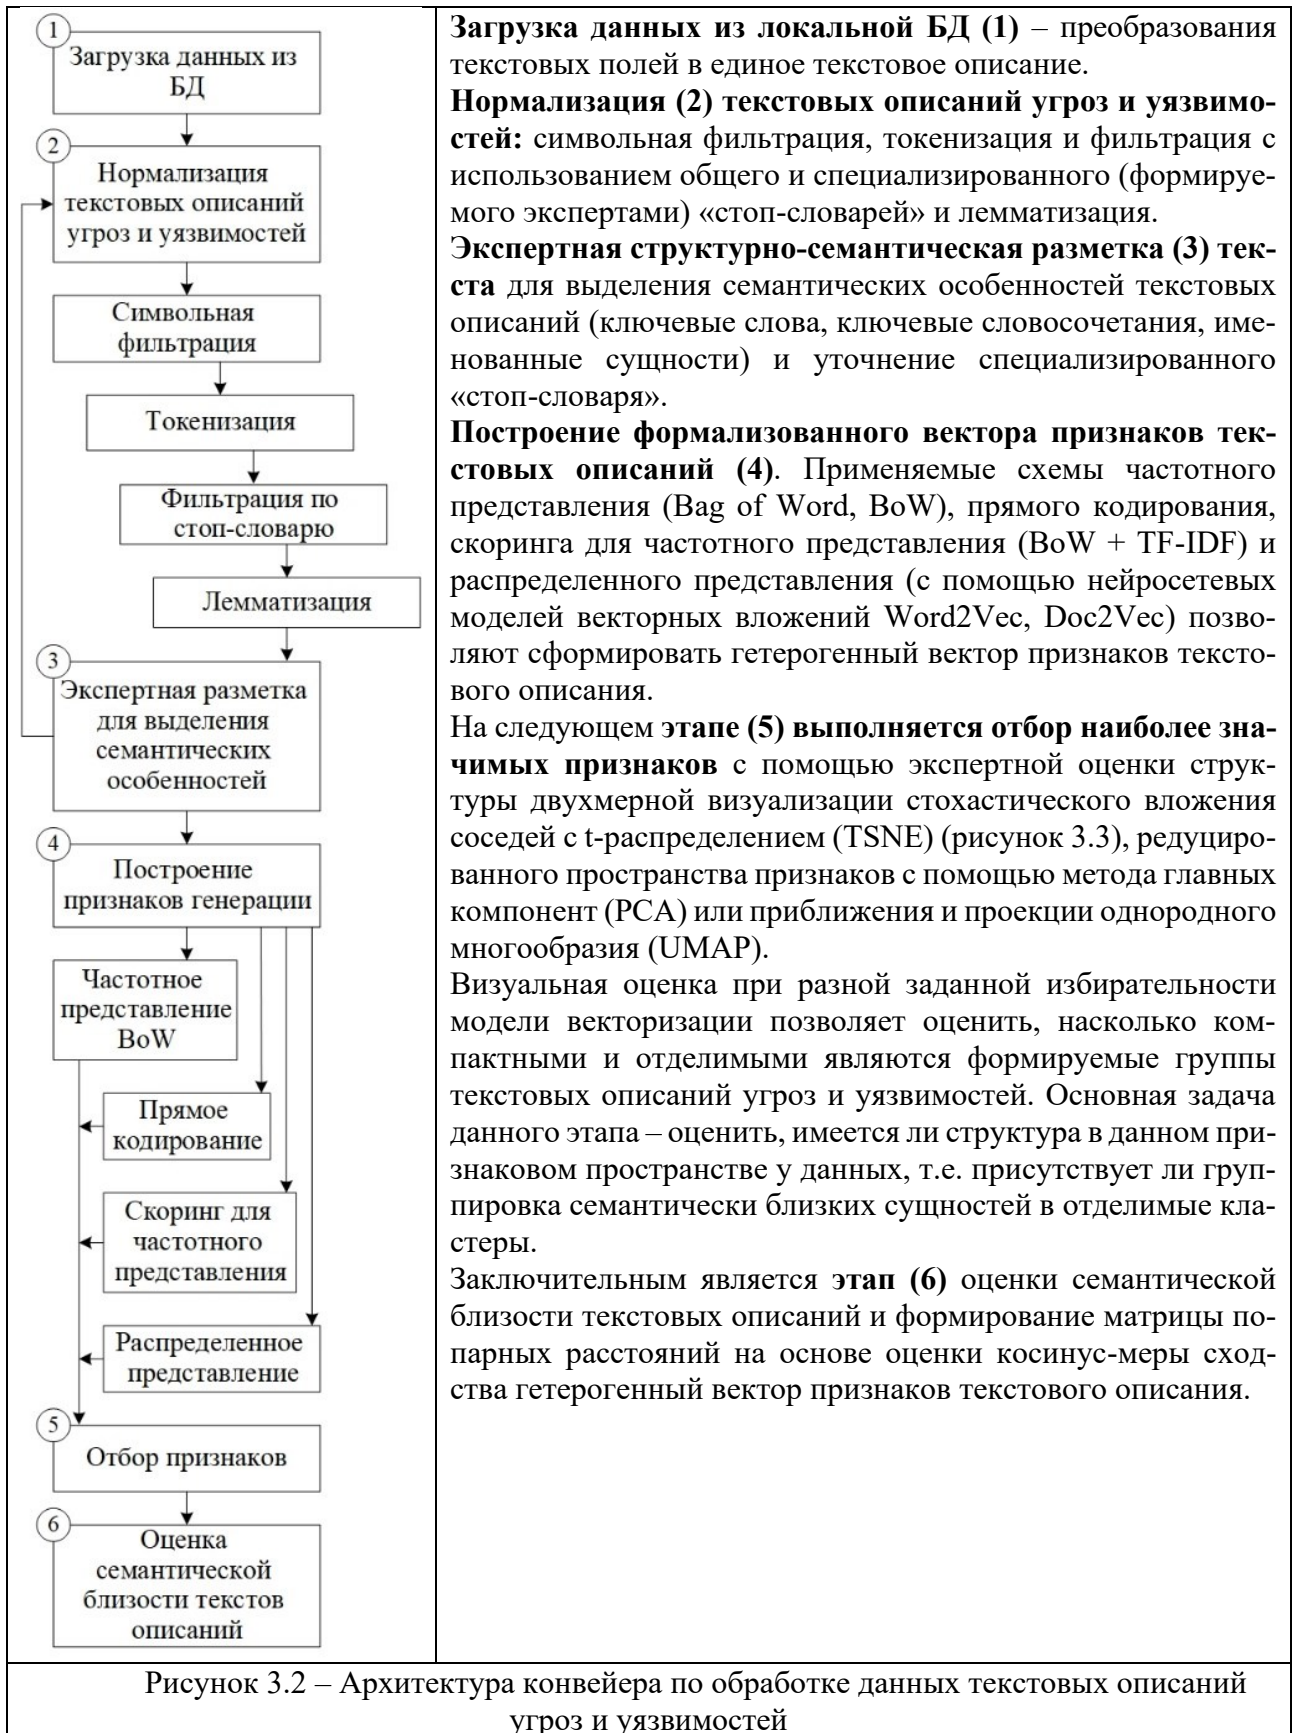 1
Загрузка данных из
БД
2
Нормализация
текстовых описаний
угроз и уязвимостей
Символьная
фильтрация
Токенизация
Фильтрация по
стоп-словарю
Лемматизация
3
Экспертная разметка
для выделения
семантических
особенностей
4
Построение
признаков генерации
Частотное
представление
BoW
Прямое
кодирование
Скоринг для
частотного
представления
Распределенное
представление
5
Отбор признаков
6
Оценка
семантической
близости текстов
описаний
Загрузка данных из локальной БД (1) – преобразования
текстовых полей в единое текстовое описание.
Нормализация (2) текстовых описаний угроз и уязвимо-
стей: символьная фильтрация, токенизация и фильтрация с
использованием общего и специализированного (формируе-
мого экспертами) «стоп-словарей» и лемматизация.
Экспертная структурно-семантическая разметка (3) тек-
ста для выделения семантических особенностей текстовых
описаний (ключевые слова, ключевые словосочетания, име-
нованные сущности) и уточнение специализированного
«стоп-словаря».
Построение формализованного вектора признаков тек-
стовых описаний (4). Применяемые схемы частотного
представления (Bag of Word, BoW), прямого кодирования,
скоринга для частотного представления (BoW + TF-IDF) и
распределенного представления (с помощью нейросетевых
моделей векторных вложений Word2Vec, Doc2Vec) позво-
ляют сформировать гетерогенный вектор признаков тексто-
вого описания.
На следующем этапе (5) выполняется отбор наиболее зна-
чимых признаков с помощью экспертной оценки струк-
туры двухмерной визуализации стохастического вложения
соседей с t-распределением (TSNE) (рисунок 3.3), редуциро-
ванного пространства признаков с помощью метода главных
компонент (PCA) или приближения и проекции однородного
многообразия (UMAP).
Визуальная оценка при разной заданной избирательности
модели векторизации позволяет оценить, насколько ком-
пактными и отделимыми являются формируемые группы
текстовых описаний угроз и уязвимостей. Основная задача
данного этапа – оценить, имеется ли структура в данном при-
знаковом пространстве у данных, т.е. присутствует ли груп-
пировка семантически близких сущностей в отделимые кла-
стеры.
Заключительным является этап (6) оценки семантической
близости текстовых описаний и формирование матрицы по-
парных расстояний на основе оценки косинус-меры сход-
ства гетерогенный вектор признаков текстового описания.
Рисунок 3.2 – Архитектура конвейера по обработке данных текстовых описаний
угроз и уязвимостей